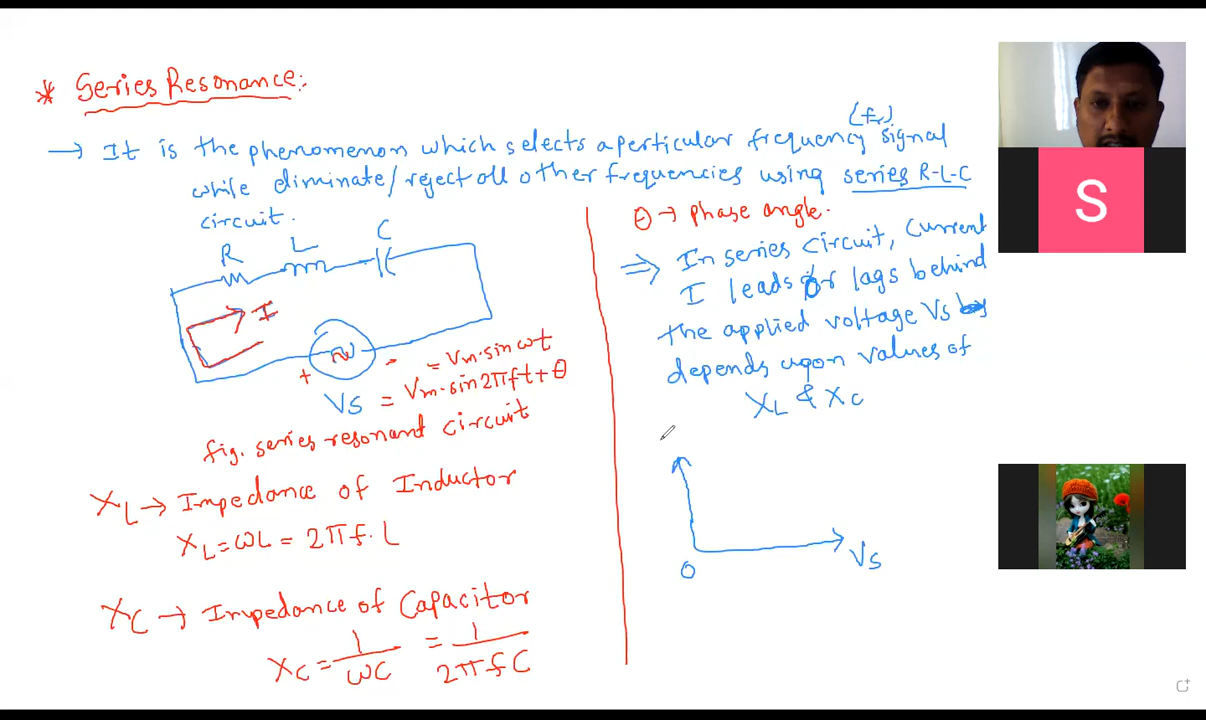 * Series Resonance:
(fr)
→ It is the phenomenon which selects a perticular frequency signal
while eliminate/reject all other frequencies using series R-L-C
circuit.
R L C
I
+ -
VS = Vm.sin ωt
= Vm.sin 2πft + θ
fig. series resonant circuit
XL → Impedance of Inductor
XL = ωL = 2πf.L
XC → Impedance of Capacitor
XC = 1/ωC = 1/2πfC
θ → phase angle.
⇒ In series circuit, current
I leads or lags behind
the applied voltage VS
depends upon values of
XL & XC
0
VS
S